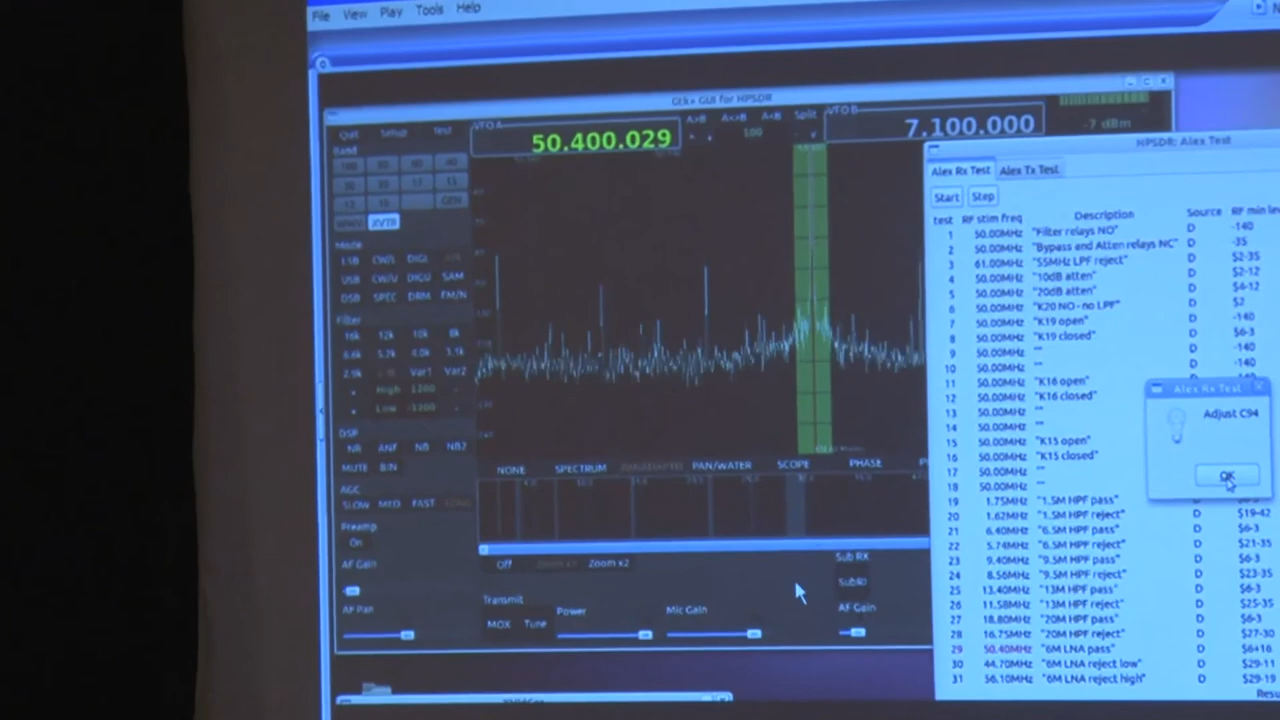 File View Play Tools Help
Gtk+ GUI for HPSDR
Quit Setup Test
VFO A
50.400.029
A>B A<>B A<B Split
100
VFO B
7.100.000
-7 dBm
Band
GEN
XVTR
Mode
LSB CW/L DIGL
USB CW/U DIGU SAM
DSB SPEC DRM FM/N
Filter
16k 12k 10k 8k
6.6k 5.2k 4.0k 3.1k
2.9k Var1 Var2
High 1200
Low -1200
DSP
NR ANF NB NB2
MUTE BIN
AGC
SLOW MED FAST LONG
Preamp
On
AF Gain
AF Pan
NONE SPECTRUM PANADAPTER PAN/WATER SCOPE PHASE
Off Zoom x2
Sub RX
SubRX
Transmit
MOX Tune
Power
Mic Gain
AF Gain
HPSDR: Alex Test
Alex Rx Test Alex Tx Test
Start Step
test RF stim freq Description Source RF min le
1 50.00MHz "Filter relays NO" D -140
2 50.00MHz "Bypass and Atten relays NC" D -35
3 61.00MHz "55MHz LPF reject" D $2-35
4 50.00MHz "10dB atten" D $2-12
5 50.00MHz "20dB atten" D $4-12
6 50.00MHz "K20 NO - no LPF" D $2
7 50.00MHz "K19 open" D -140
8 50.00MHz "K19 closed" D $6-3
9 50.00MHz "" D -140
10 50.00MHz "" D -140
11 50.00MHz "K16 open"
12 50.00MHz "K16 closed"
13 50.00MHz ""
14 50.00MHz ""
15 50.00MHz "K15 open"
16 50.00MHz "K15 closed"
17 50.00MHz ""
18 50.00MHz ""
19 1.75MHz "1.5M HPF pass" D
20 1.62MHz "1.5M HPF reject" D $19-42
21 6.40MHz "6.5M HPF pass" D $6-3
22 5.74MHz "6.5M HPF reject" D $21-35
23 9.40MHz "9.5M HPF pass" D $6-3
24 8.56MHz "9.5M HPF reject" D $23-35
25 13.40MHz "13M HPF pass" D $6-3
26 11.58MHz "13M HPF reject" D $25-35
27 18.80MHz "20M HPF pass" D $6-3
28 16.75MHz "20M HPF reject" D $27-30
29 50.40MHz "6M LNA pass" D $6+16
30 44.70MHz "6M LNA reject low" D $29-11
31 56.10MHz "6M LNA reject high" D $29-19
Alex Rx Test
Adjust C94
OK